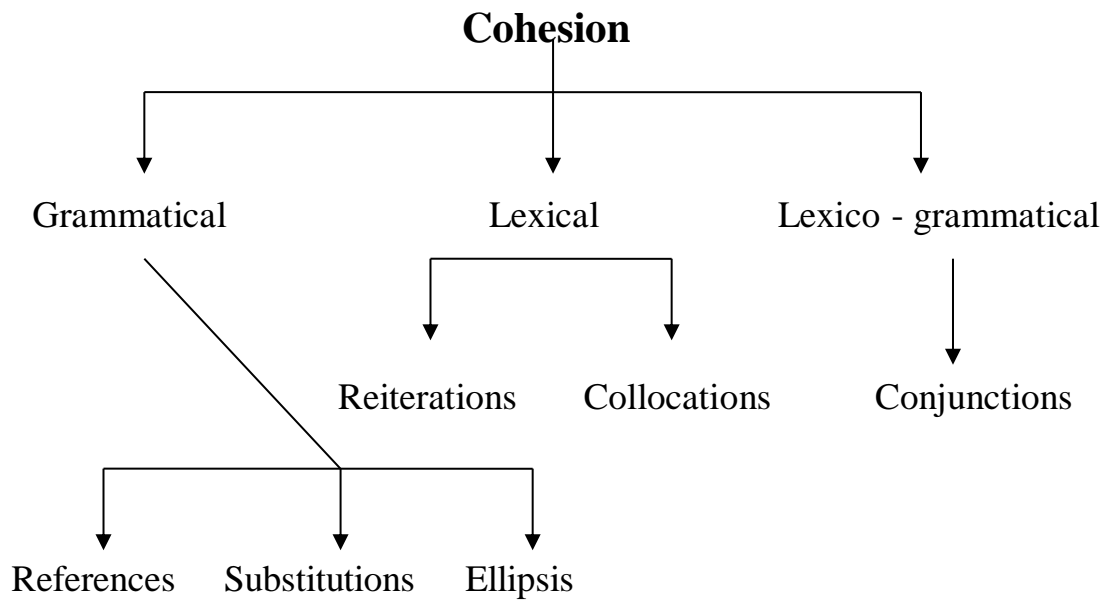 Cohesion
Grammatical Lexical Lexico - grammatical
Reiterations Collocations Conjunctions
References Substitutions Ellipsis